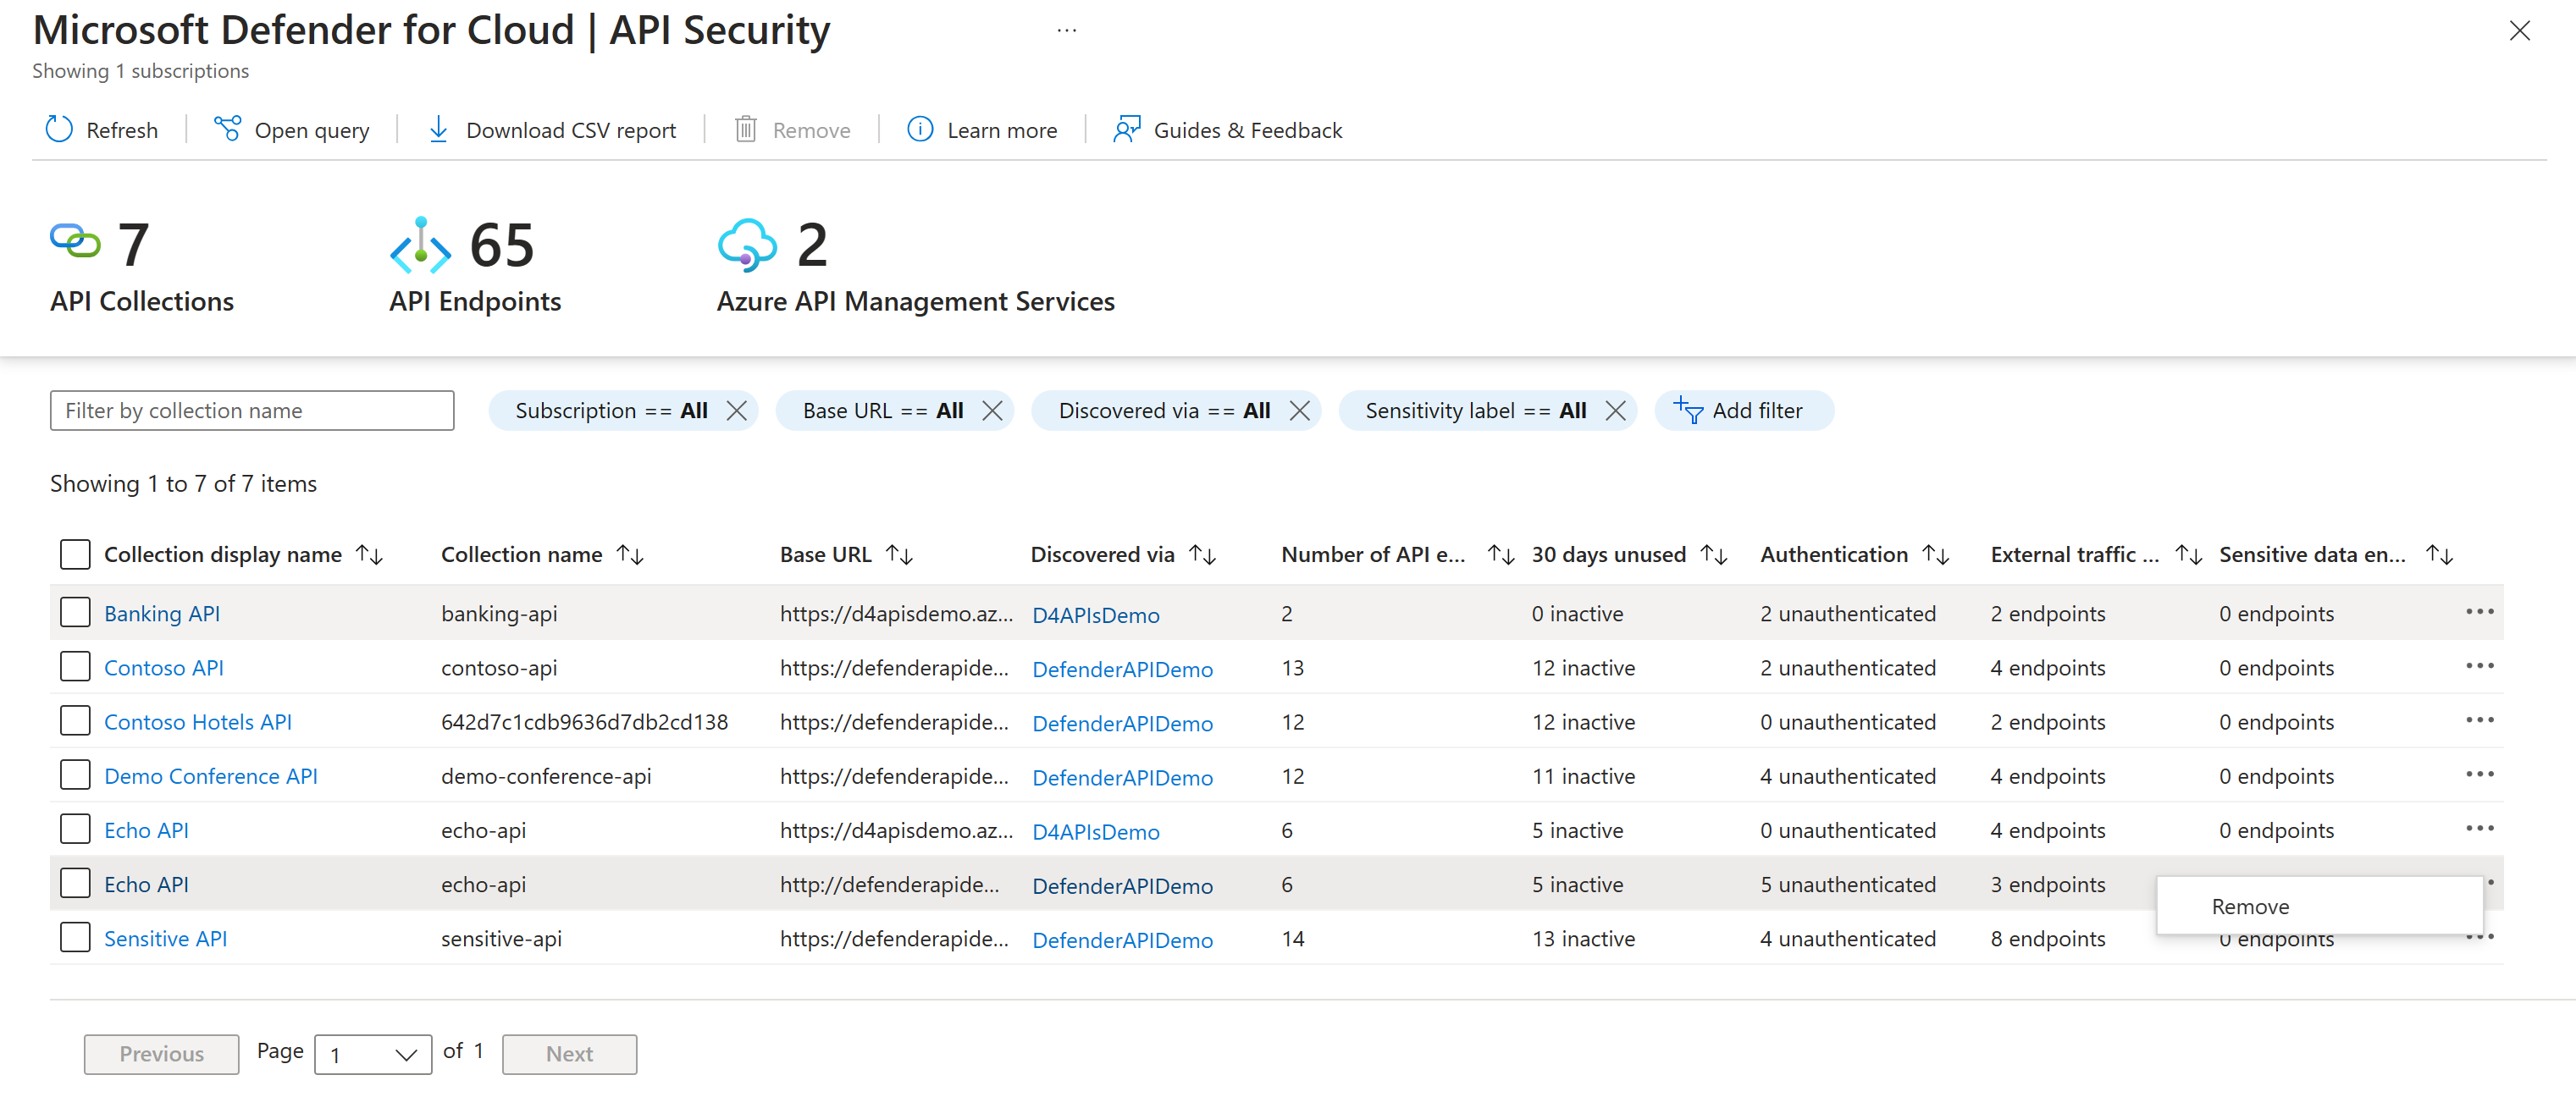 Microsoft Defender for Cloud | API Security ...
Showing 1 subscriptions
Refresh Open query Download CSV report Remove Learn more Guides & Feedback
7 65 2
API Collections API Endpoints Azure API Management Services
Filter by collection name Subscription == All Base URL == All Discovered via == All Sensitivity label == All Add filter
Showing 1 to 7 of 7 items
Collection display name Collection name Base URL Discovered via Number of API e... 30 days unused Authentication External traffic ... Sensitive data en...
Banking API banking-api https://d4apisdemo.az... D4APIsDemo 2 0 inactive 2 unauthenticated 2 endpoints 0 endpoints
Contoso API contoso-api https://defenderapide... DefenderAPIDemo 13 12 inactive 2 unauthenticated 4 endpoints 0 endpoints
Contoso Hotels API 642d7c1cdb9636d7db2cd138 https://defenderapide... DefenderAPIDemo 12 12 inactive 0 unauthenticated 2 endpoints 0 endpoints
Demo Conference API demo-conference-api https://defenderapide... DefenderAPIDemo 12 11 inactive 4 unauthenticated 4 endpoints 0 endpoints
Echo API echo-api https://d4apisdemo.az... D4APIsDemo 6 5 inactive 0 unauthenticated 4 endpoints 0 endpoints
Echo API echo-api http://defenderapide... DefenderAPIDemo 6 5 inactive 5 unauthenticated 3 endpoints
Remove
Sensitive API sensitive-api https://defenderapide... DefenderAPIDemo 14 13 inactive 4 unauthenticated 8 endpoints 0 endpoints
Previous Page 1 of 1 Next